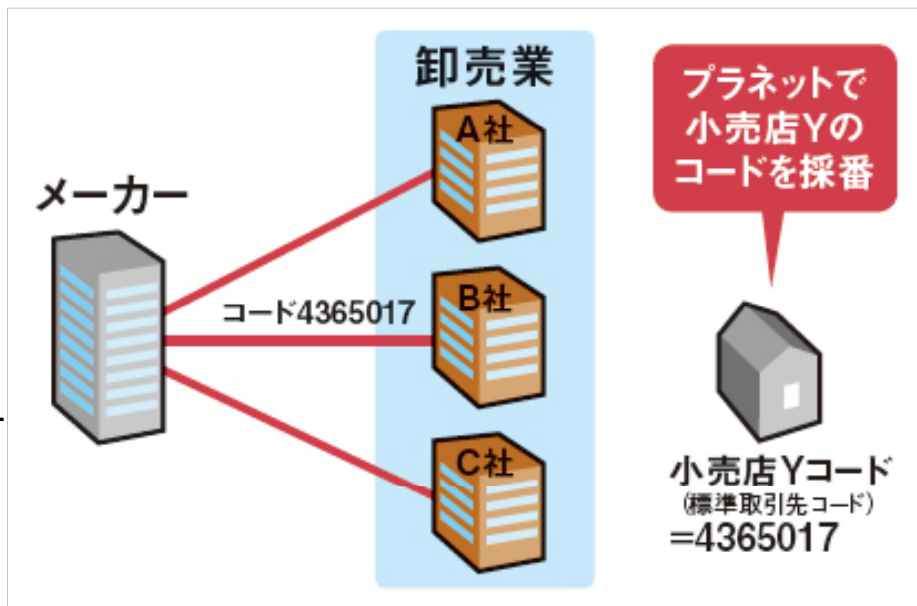 卸売業
A社
プラネットで
小売店Yの
コードを採番
メーカー
コード4365017
B社
C社
小売店Yコード
(標準取引先コード)
=4365017